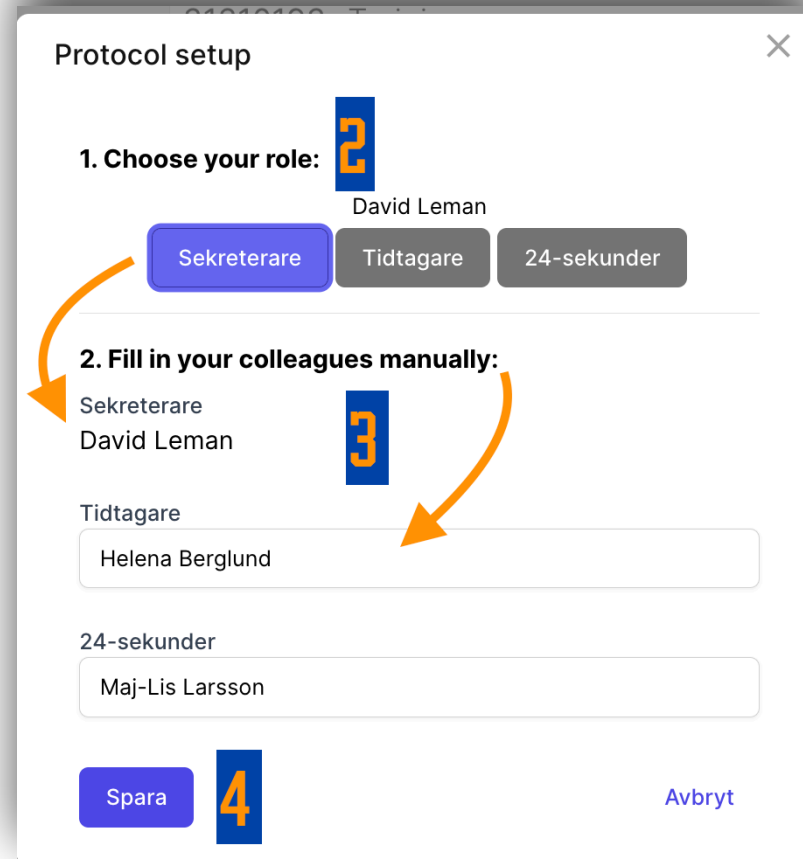 Protocol setup
1. Choose your role: 2
David Leman
Sekreterare Tidtagare 24-sekunder
2. Fill in your colleagues manually:
Sekreterare
David Leman
3
Tidtagare
Helena Berglund
24-sekunder
Maj-Lis Larsson
Spara 4 Avbryt